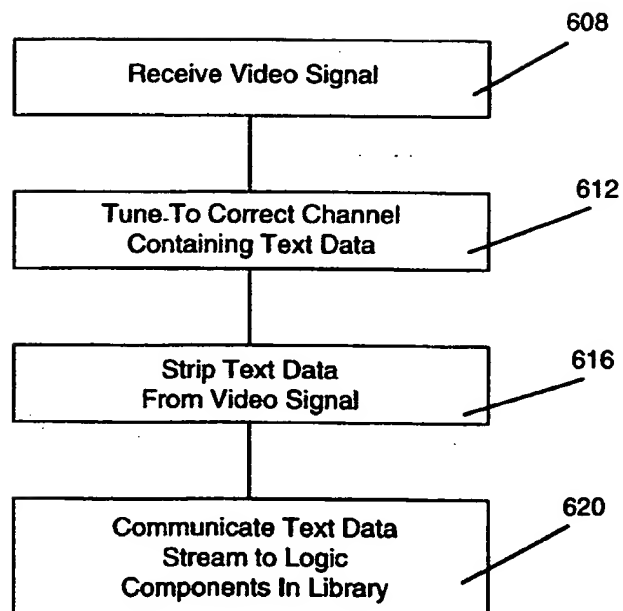 608
Receive Video Signal
612
Tune-To Correct Channel
Containing Text Data
616
Strip Text Data
From Video Signal
620
Communicate Text Data
Stream to Logic
Components In Library